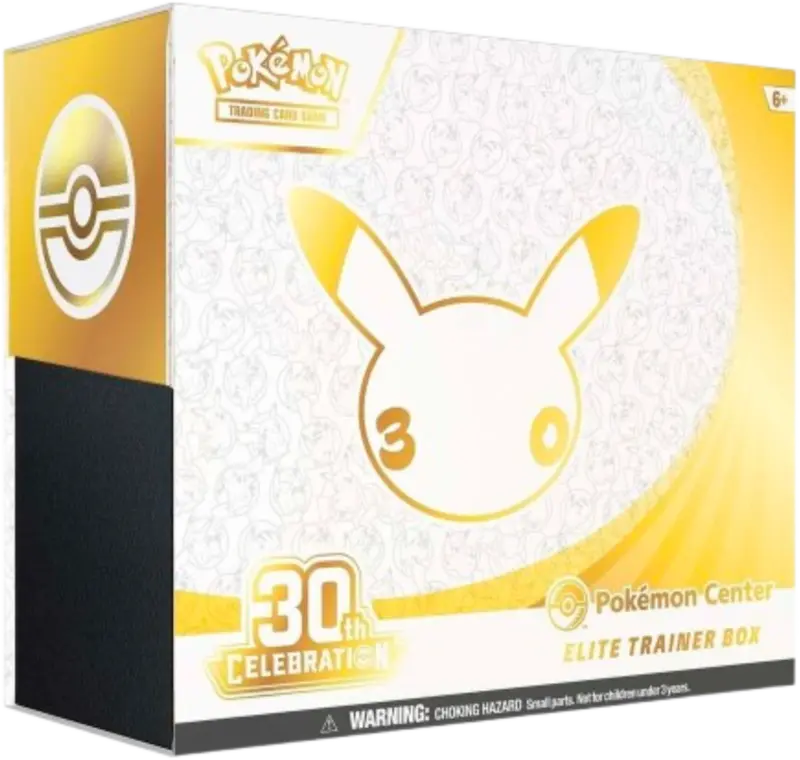 Pokémon
TRADING CARD GAME
6+
3 0
30th
CELEBRATION
Pokémon Center
ELITE TRAINER BOX
WARNING: CHOKING HAZARD Small parts. Not for children under 3 years.